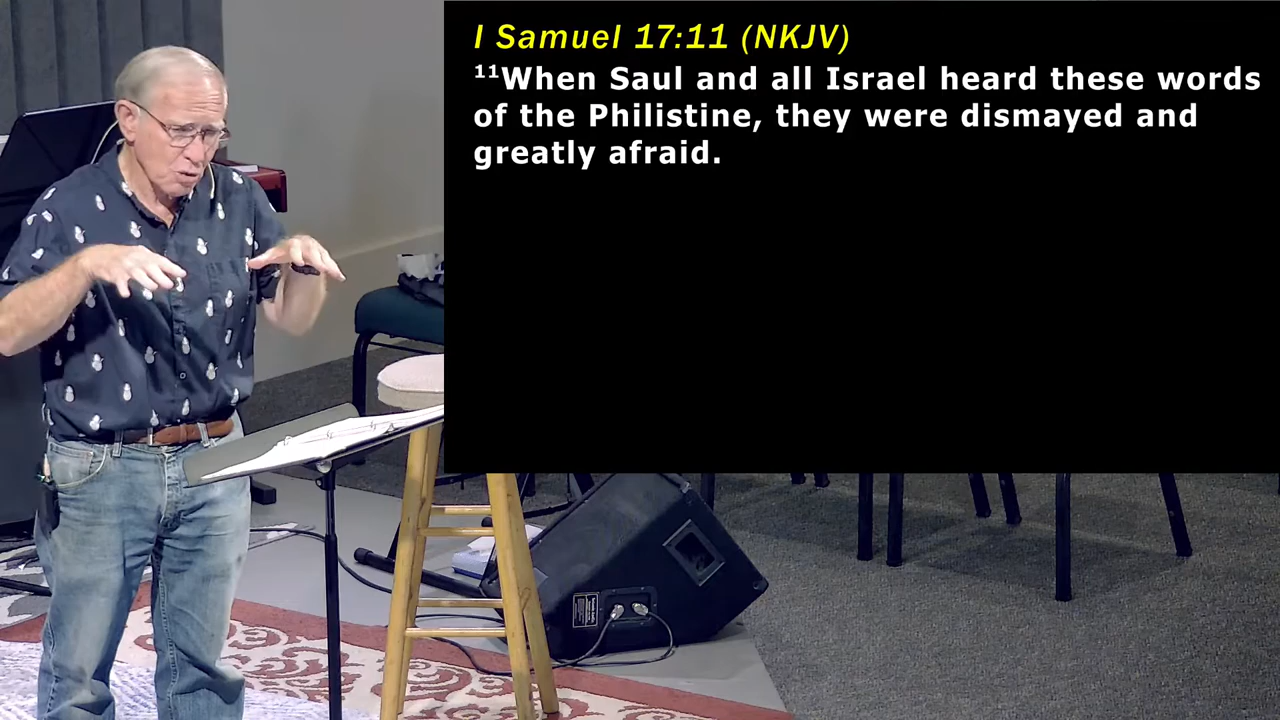 I Samuel 17:11 (NKJV)
¹¹When Saul and all Israel heard these words
of the Philistine, they were dismayed and
greatly afraid.